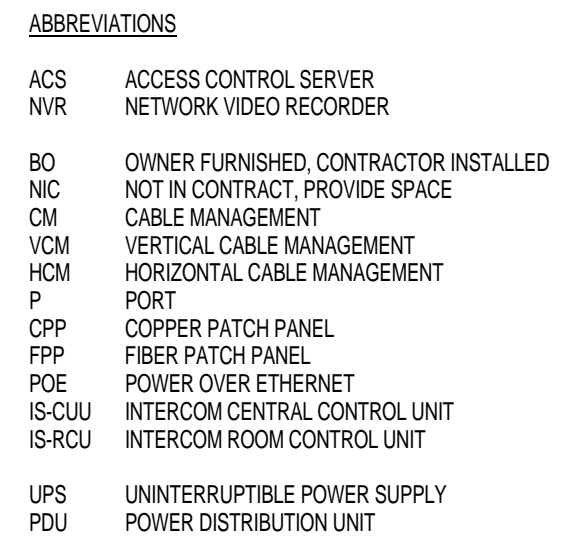 ABBREVIATIONS
ACS ACCESS CONTROL SERVER
NVR NETWORK VIDEO RECORDER
BO OWNER FURNISHED, CONTRACTOR INSTALLED
NIC NOT IN CONTRACT, PROVIDE SPACE
CM CABLE MANAGEMENT
VCM VERTICAL CABLE MANAGEMENT
HCM HORIZONTAL CABLE MANAGEMENT
P PORT
CPP COPPER PATCH PANEL
FPP FIBER PATCH PANEL
POE POWER OVER ETHERNET
IS-CUU INTERCOM CENTRAL CONTROL UNIT
IS-RCU INTERCOM ROOM CONTROL UNIT
UPS UNINTERRUPTIBLE POWER SUPPLY
PDU POWER DISTRIBUTION UNIT